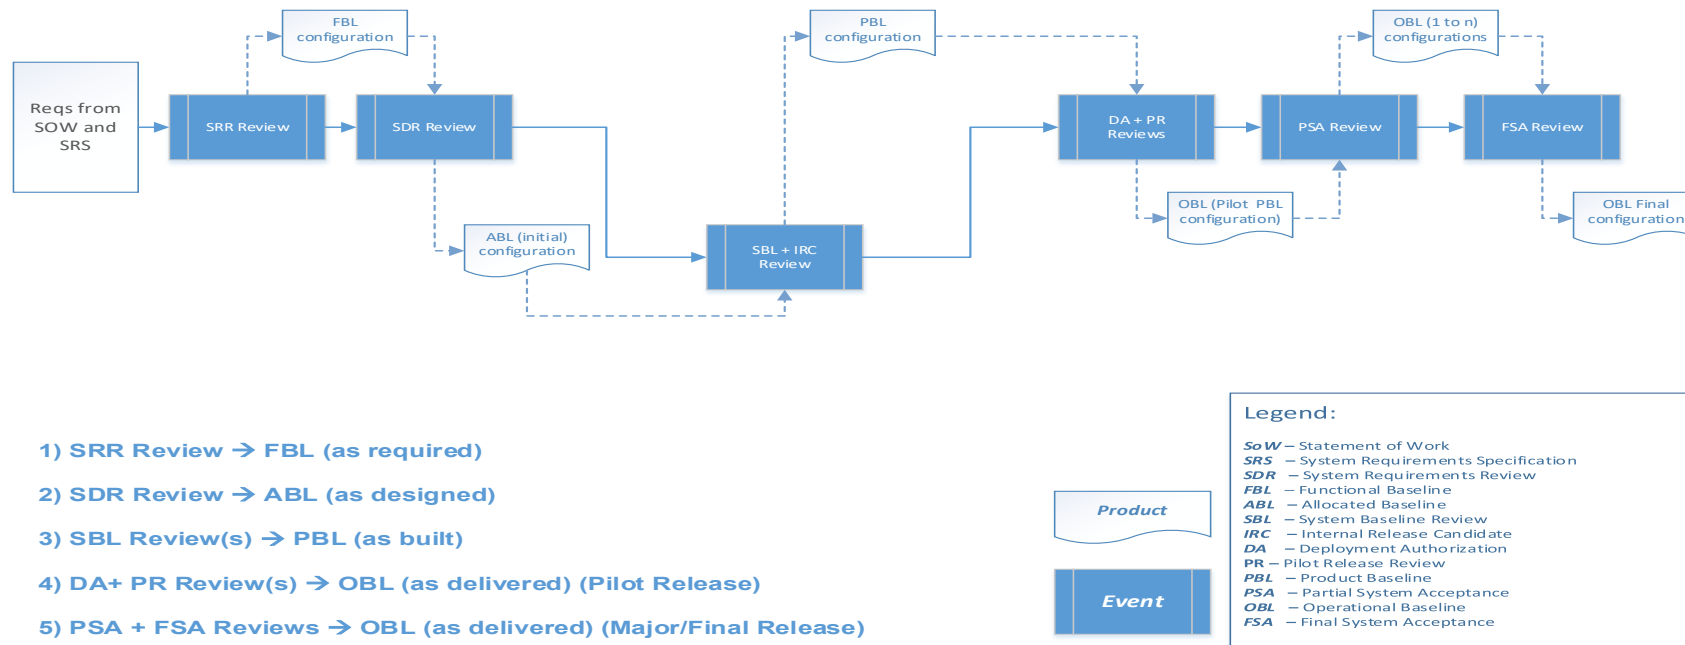 FBL
configuration
PBL
configuration
OBL (1 to n)
configurations
Reqs from
SOW and
SRS
SRR Review
SDR Review
DA + PR
Reviews
PSA Review
FSA Review
ABL (initial)
configuration
SBL + IRC
Review
OBL (Pilot PBL
configuration)
OBL Final
configuration
1) SRR Review → FBL (as required)
2) SDR Review → ABL (as designed)
3) SBL Review(s) → PBL (as built)
4) DA+ PR Review(s) → OBL (as delivered) (Pilot Release)
5) PSA + FSA Reviews → OBL (as delivered) (Major/Final Release)
Product
Event
Legend:
SoW – Statement of Work
SRS – System Requirements Specification
SDR – System Requirements Review
FBL – Functional Baseline
ABL – Allocated Baseline
SBL – System Baseline Review
IRC – Internal Release Candidate
DA – Deployment Authorization
PR – Pilot Release Review
PBL – Product Baseline
PSA – Partial System Acceptance
OBL – Operational Baseline
FSA – Final System Acceptance